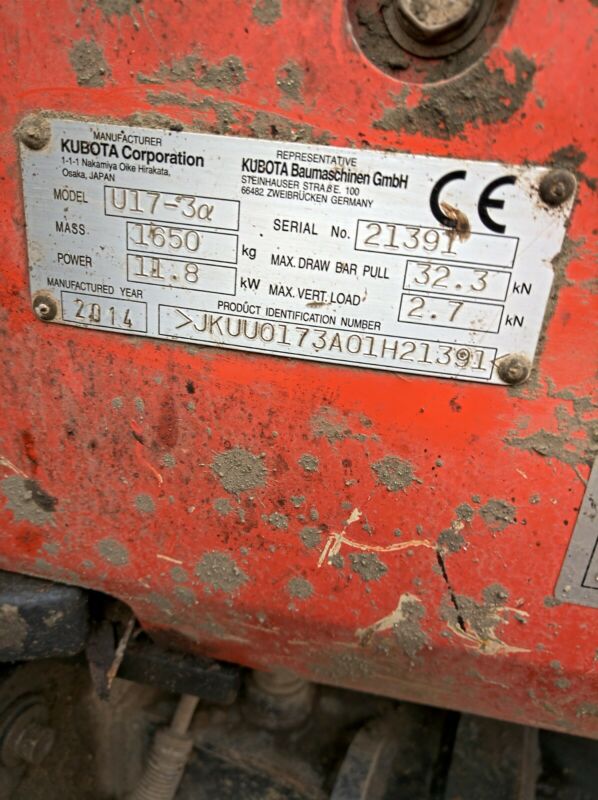 MANUFACTURER
KUBOTA Corporation
1-1-1 Nakamiya Oike Hirakata,
Osaka, JAPAN
REPRESENTATIVE
KUBOTA Baumaschinen GmbH
STEINHAUSER STRAßE. 100
66482 ZWEIBRÜCKEN GERMANY
CE
MODEL U17-3α
SERIAL No. 21391
MASS 1650 kg
MAX. DRAW BAR PULL 32.3 kN
POWER 11.8 kW
MAX. VERT. LOAD 2.7 kN
MANUFACTURED YEAR
2014
PRODUCT IDENTIFICATION NUMBER
>JKUU0173A01H21391